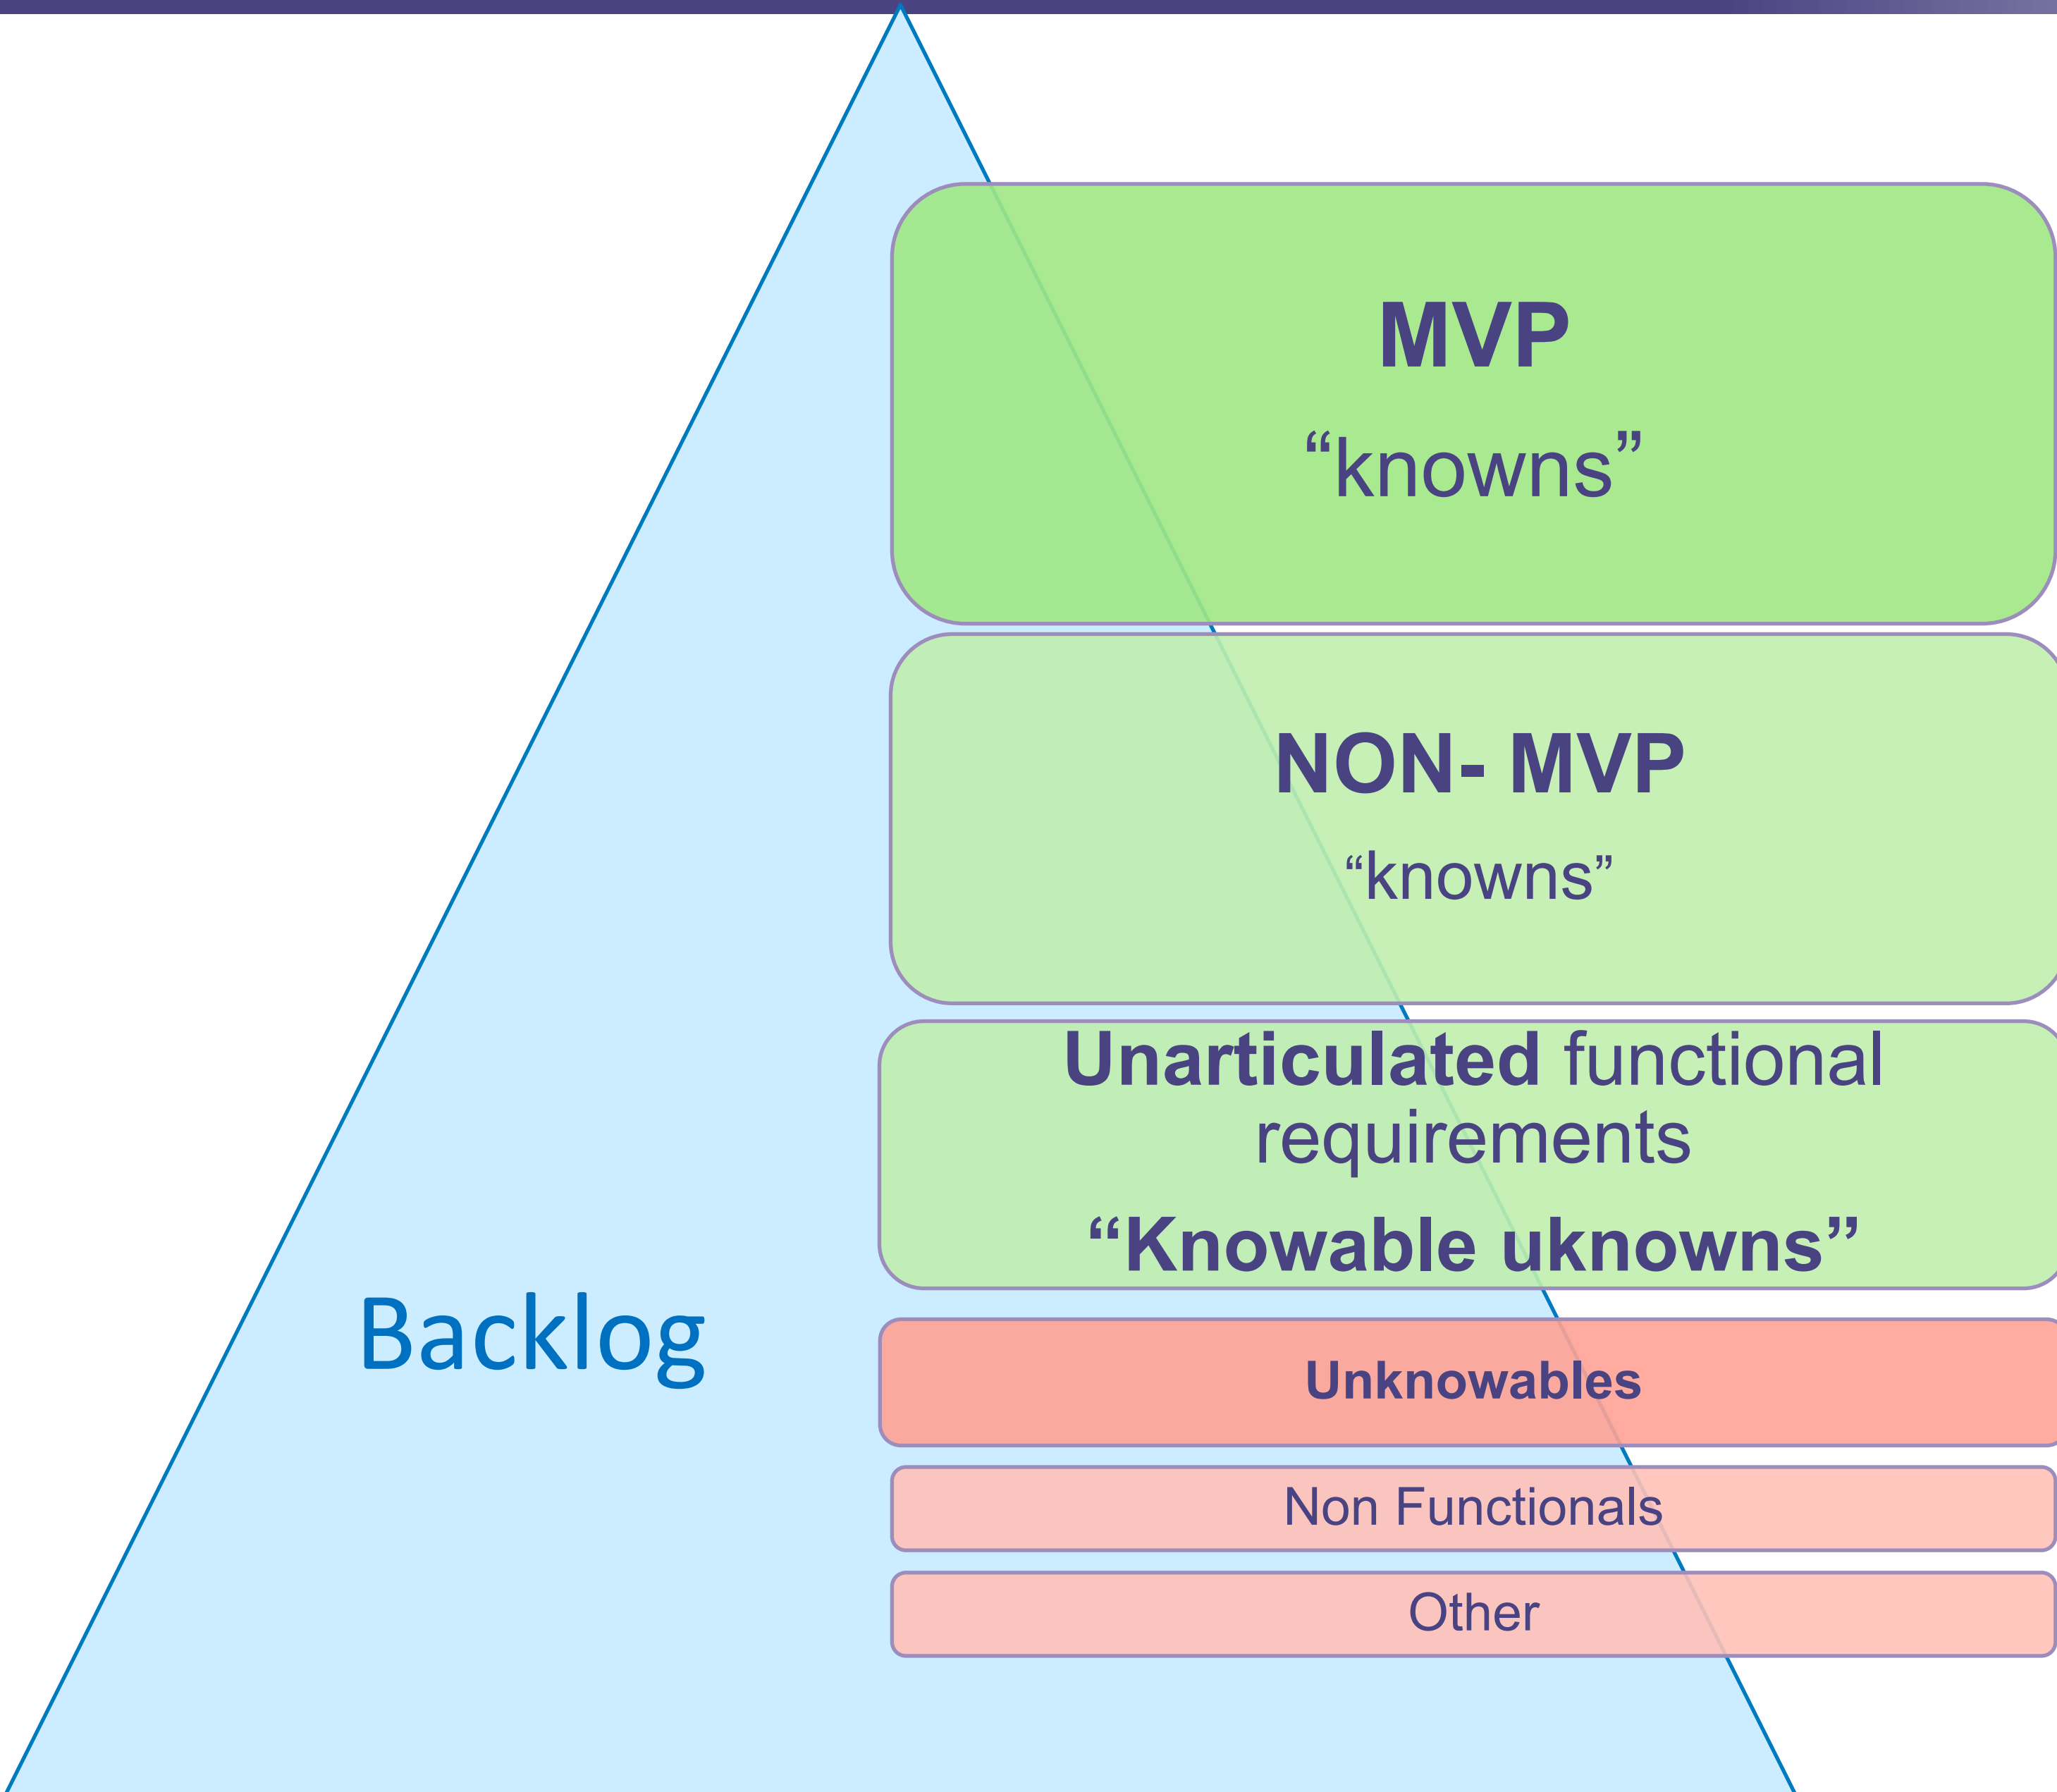 MVP
“knowns”
NON- MVP
“knowns”
Unarticulated functional
requirements
“Knowable uknowns”
Backlog
Unknowables
Non Functionals
Other